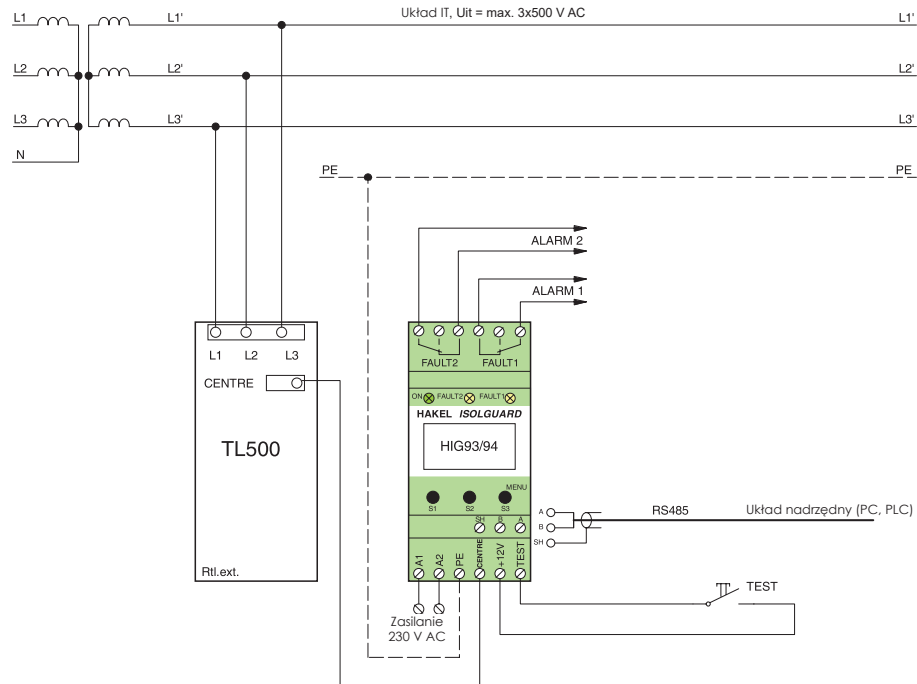 L1 L1' Układ IT, Uit = max. 3x500 V AC L1'
L2 L2' L2'
L3 L3' L3'
N
PE PE
ALARM 2
ALARM 1
L1 L2 L3
CENTRE
TL500
Rtl.ext.
FAULT2 FAULT1
ON FAULT2 FAULT1
HAKEL ISOLGUARD
HIG93/94
MENU
S1 S2 S3
SH B A
A1 A2 PE CENTRE +12V TEST
A
B
SH
RS485 Układ nadrzędny (PC, PLC)
TEST
Zasilanie
230 V AC